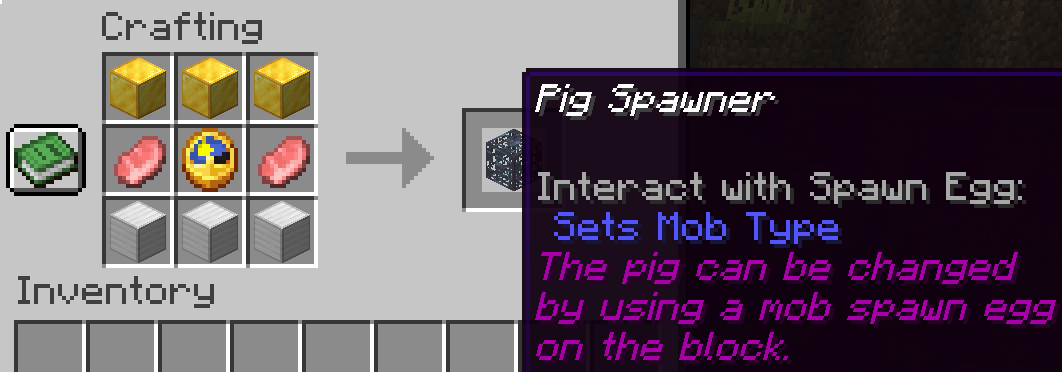 Crafting
Pig Spawner
Interact with Spawn Egg:
Sets Mob Type
The pig can be changed
by using a mob spawn egg
on the block.
Inventory